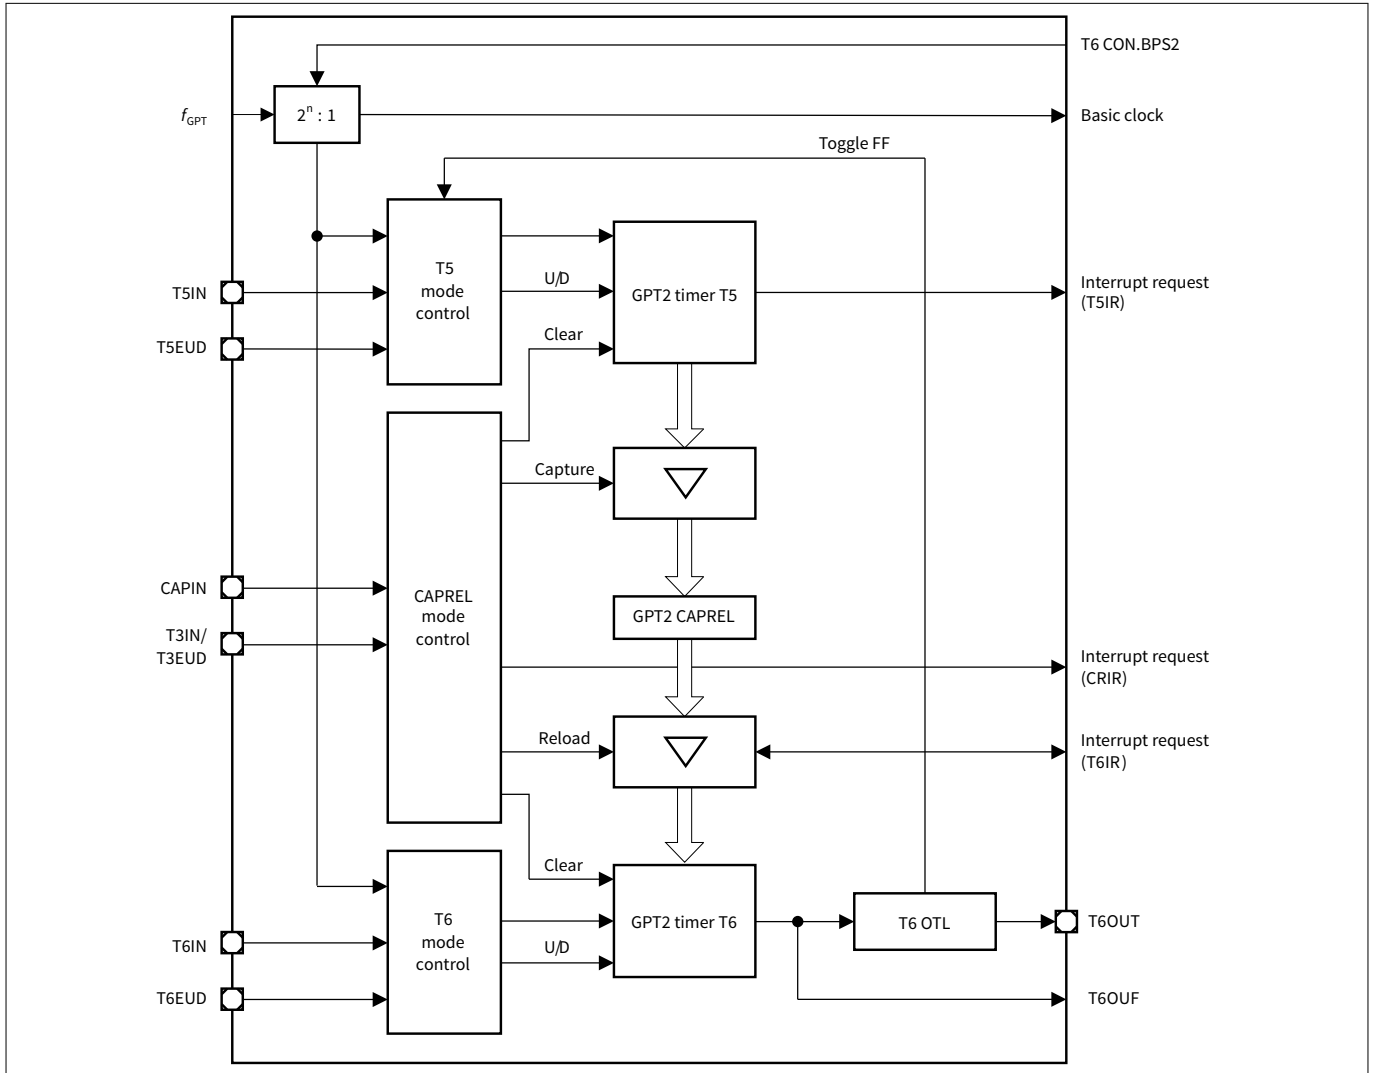 T6 CON.BPS2
fGPT
2n : 1
Basic clock
Toggle FF
T5
mode
control
U/D
GPT2 timer T5
Interrupt request
(T5IR)
T5IN
T5EUD
Clear
Capture
CAPIN
CAPREL
mode
control
GPT2 CAPREL
T3IN/
T3EUD
Interrupt request
(CRIR)
Reload
Interrupt request
(T6IR)
Clear
T6
mode
control
GPT2 timer T6
T6 OTL
T6OUT
T6IN
U/D
T6EUD
T6OUF